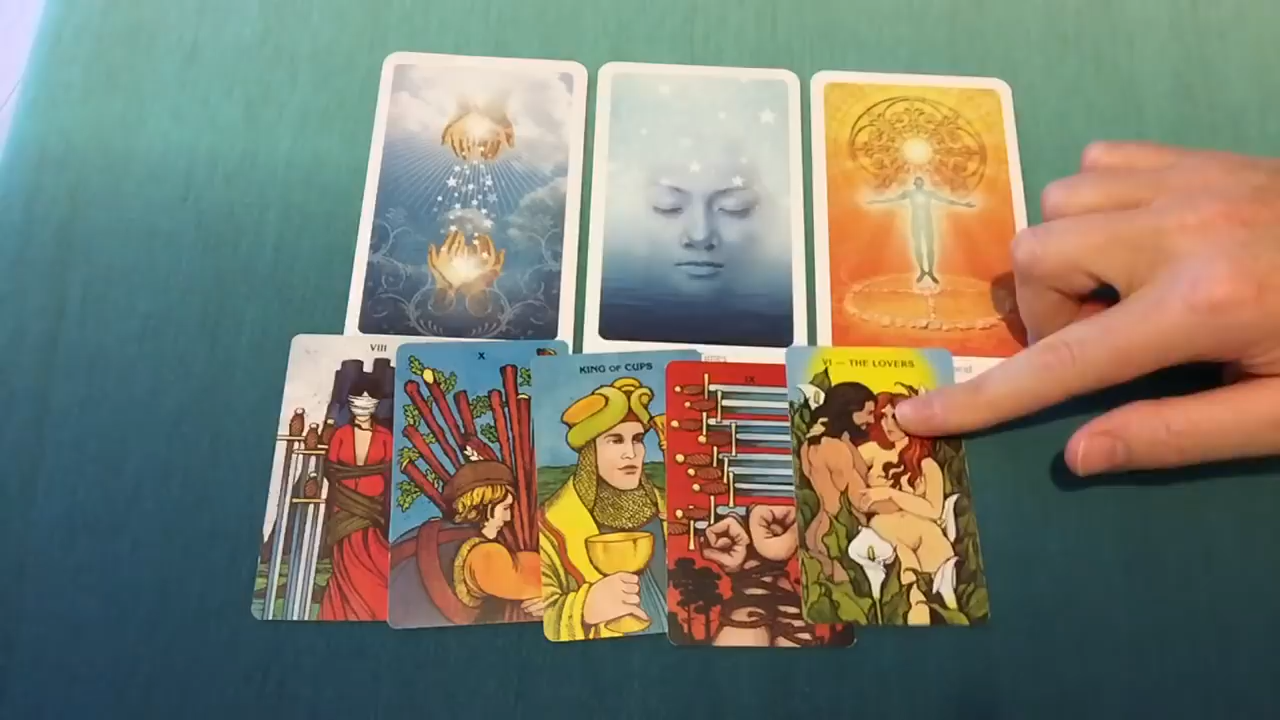 VIII
X
KING OF CUPS
IX
VI — THE LOVERS